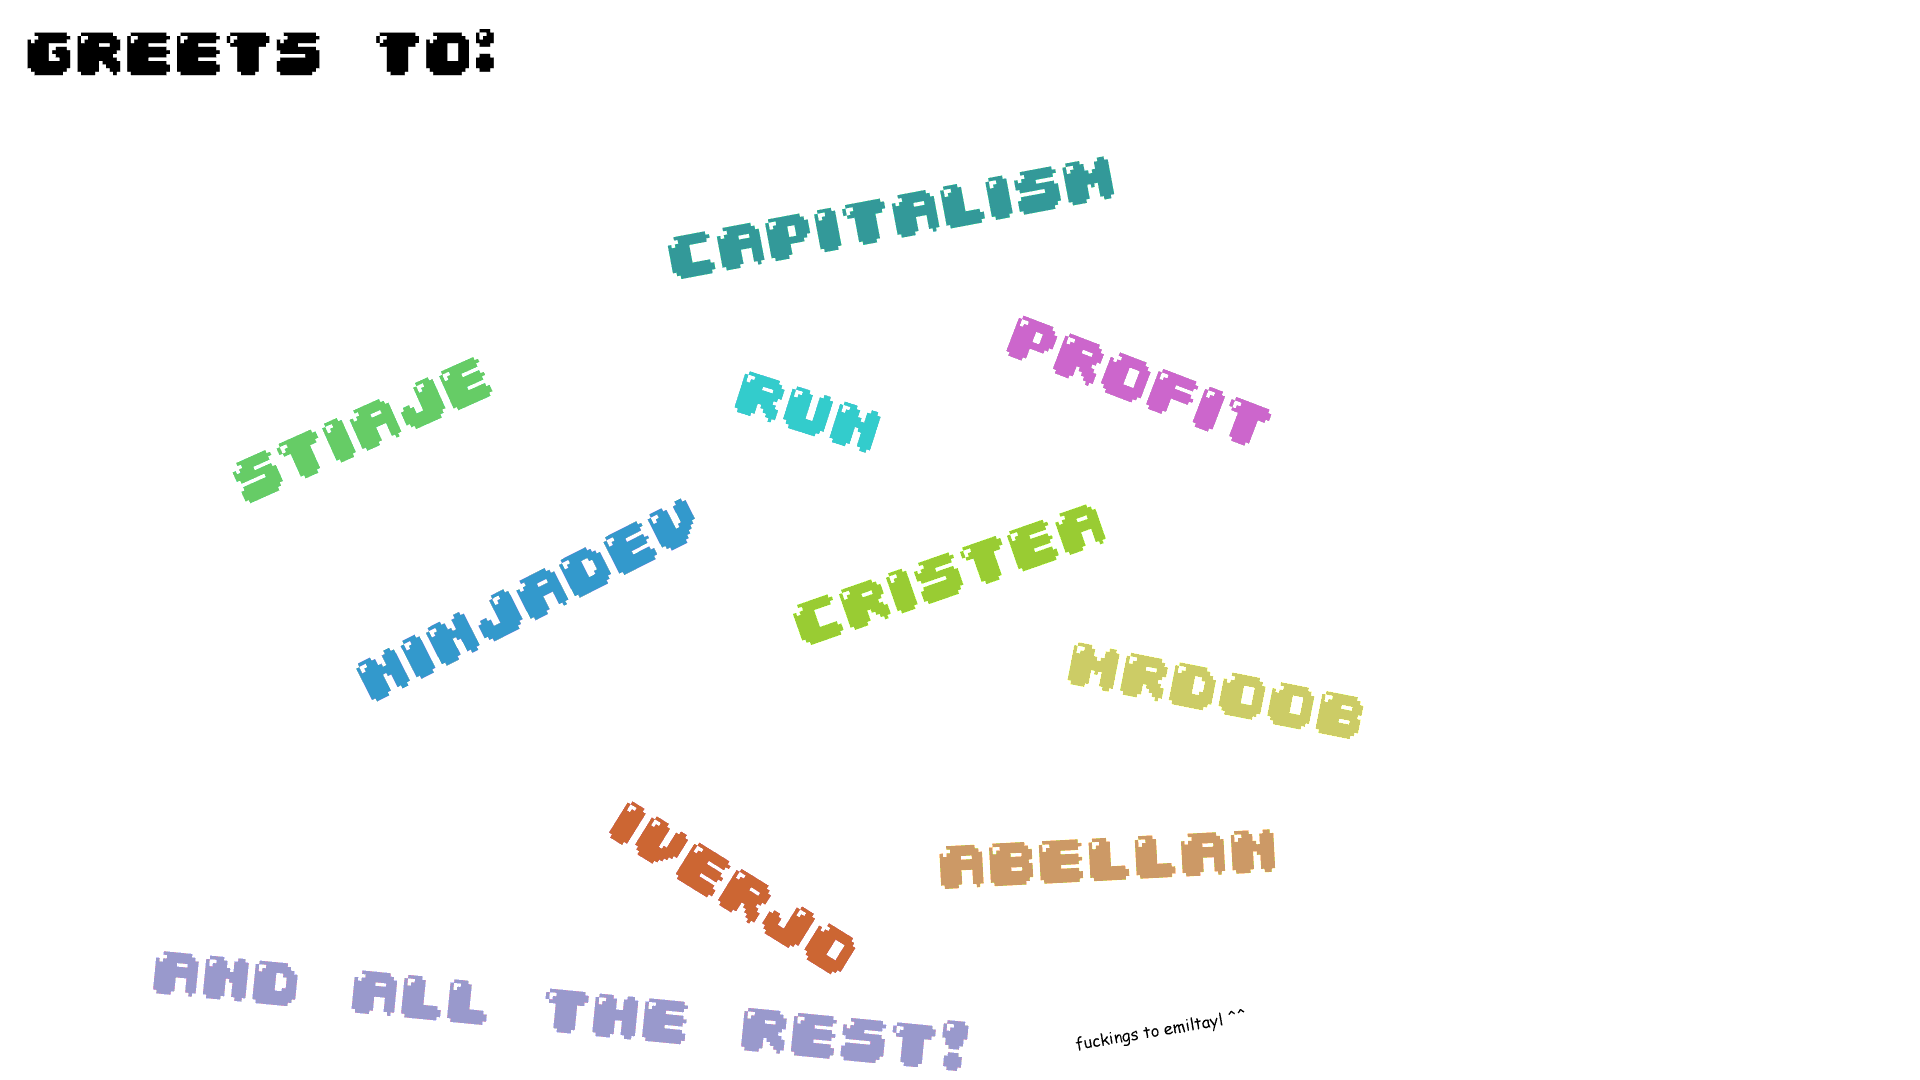 GREETS TO:
CAPITALISM
PROFIT
STIAJE
RUN
NINJADEV
CRISTEA
MRDOOB
IVERJO
ABELLAN
AND ALL THE REST!
fuckings to emiltayl ^^